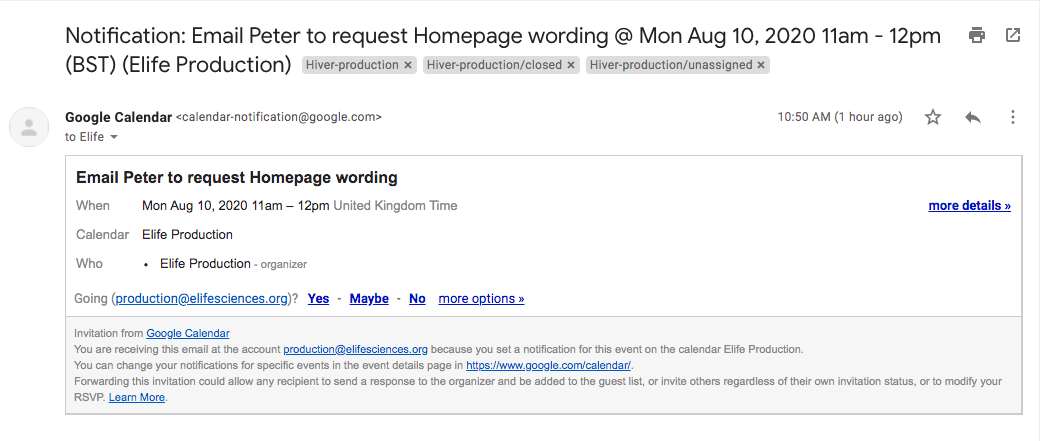 Notification: Email Peter to request Homepage wording @ Mon Aug 10, 2020 11am - 12pm
(BST) (Elife Production) Hiver-production × Hiver-production/closed × Hiver-production/unassigned ×
Google Calendar <calendar-notification@google.com> 10:50 AM (1 hour ago)
to Elife
Email Peter to request Homepage wording
When Mon Aug 10, 2020 11am – 12pm United Kingdom Time more details »
Calendar Elife Production
Who • Elife Production - organizer
Going (production@elifesciences.org)? Yes - Maybe - No more options »
Invitation from Google Calendar
You are receiving this email at the account production@elifesciences.org because you set a notification for this event on the calendar Elife Production.
You can change your notifications for specific events in the event details page in https://www.google.com/calendar/.
Forwarding this invitation could allow any recipient to send a response to the organizer and be added to the guest list, or invite others regardless of their own invitation status, or to modify your
RSVP. Learn More.